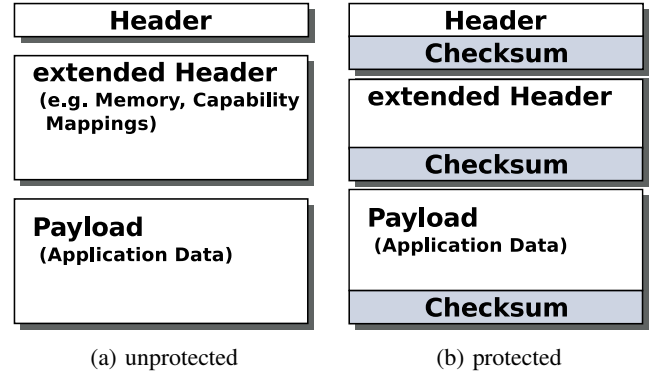 Header
extended Header
(e.g. Memory, Capability
Mappings)
Payload
(Application Data)
(a) unprotected
Header
Checksum
extended Header
Checksum
Payload
(Application Data)
Checksum
(b) protected